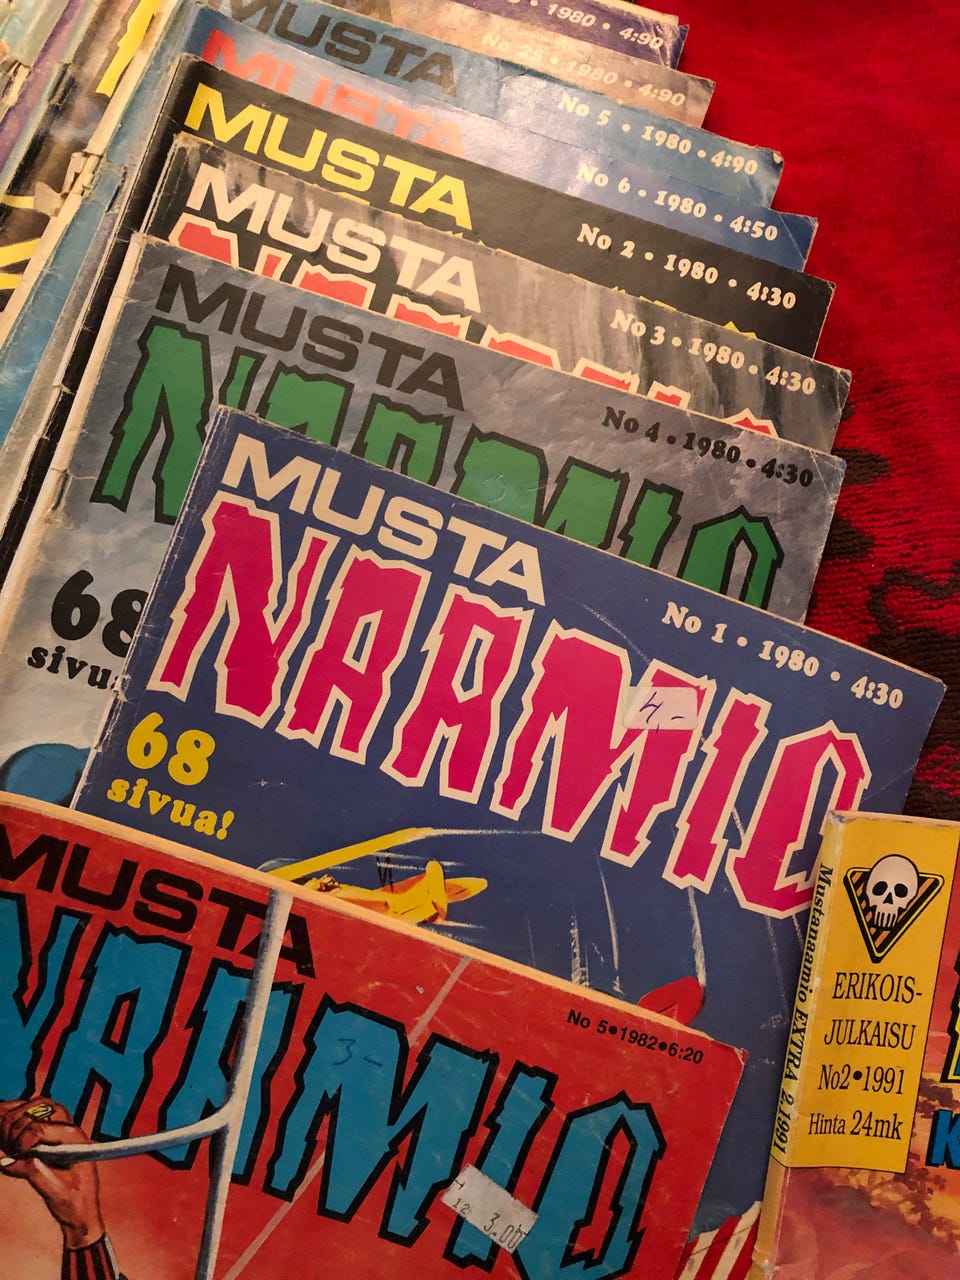 1980 • 4:90
1980 • 4:90
MUSTA
No 5 • 1980 • 4:90
MUSTA
No 6 • 1980 • 4:50
MUSTA
No 2 • 1980 • 4:30
MUSTA
No 3 • 1980 • 4:30
NAAMIO
MUSTA
No 4 • 1980 • 4:30
NAAMIO
68
sivua
MUSTA
No 1 • 1980 • 4:30
NAAMIO
4,-
68
sivua!
MUSTA
No 5•1982•6:20
NAAMIO
3-
12 3.00
Mustanaamio EXTRA 2.1991
ERIKOIS-
JULKAISU
No2•1991
Hinta 24mk
K